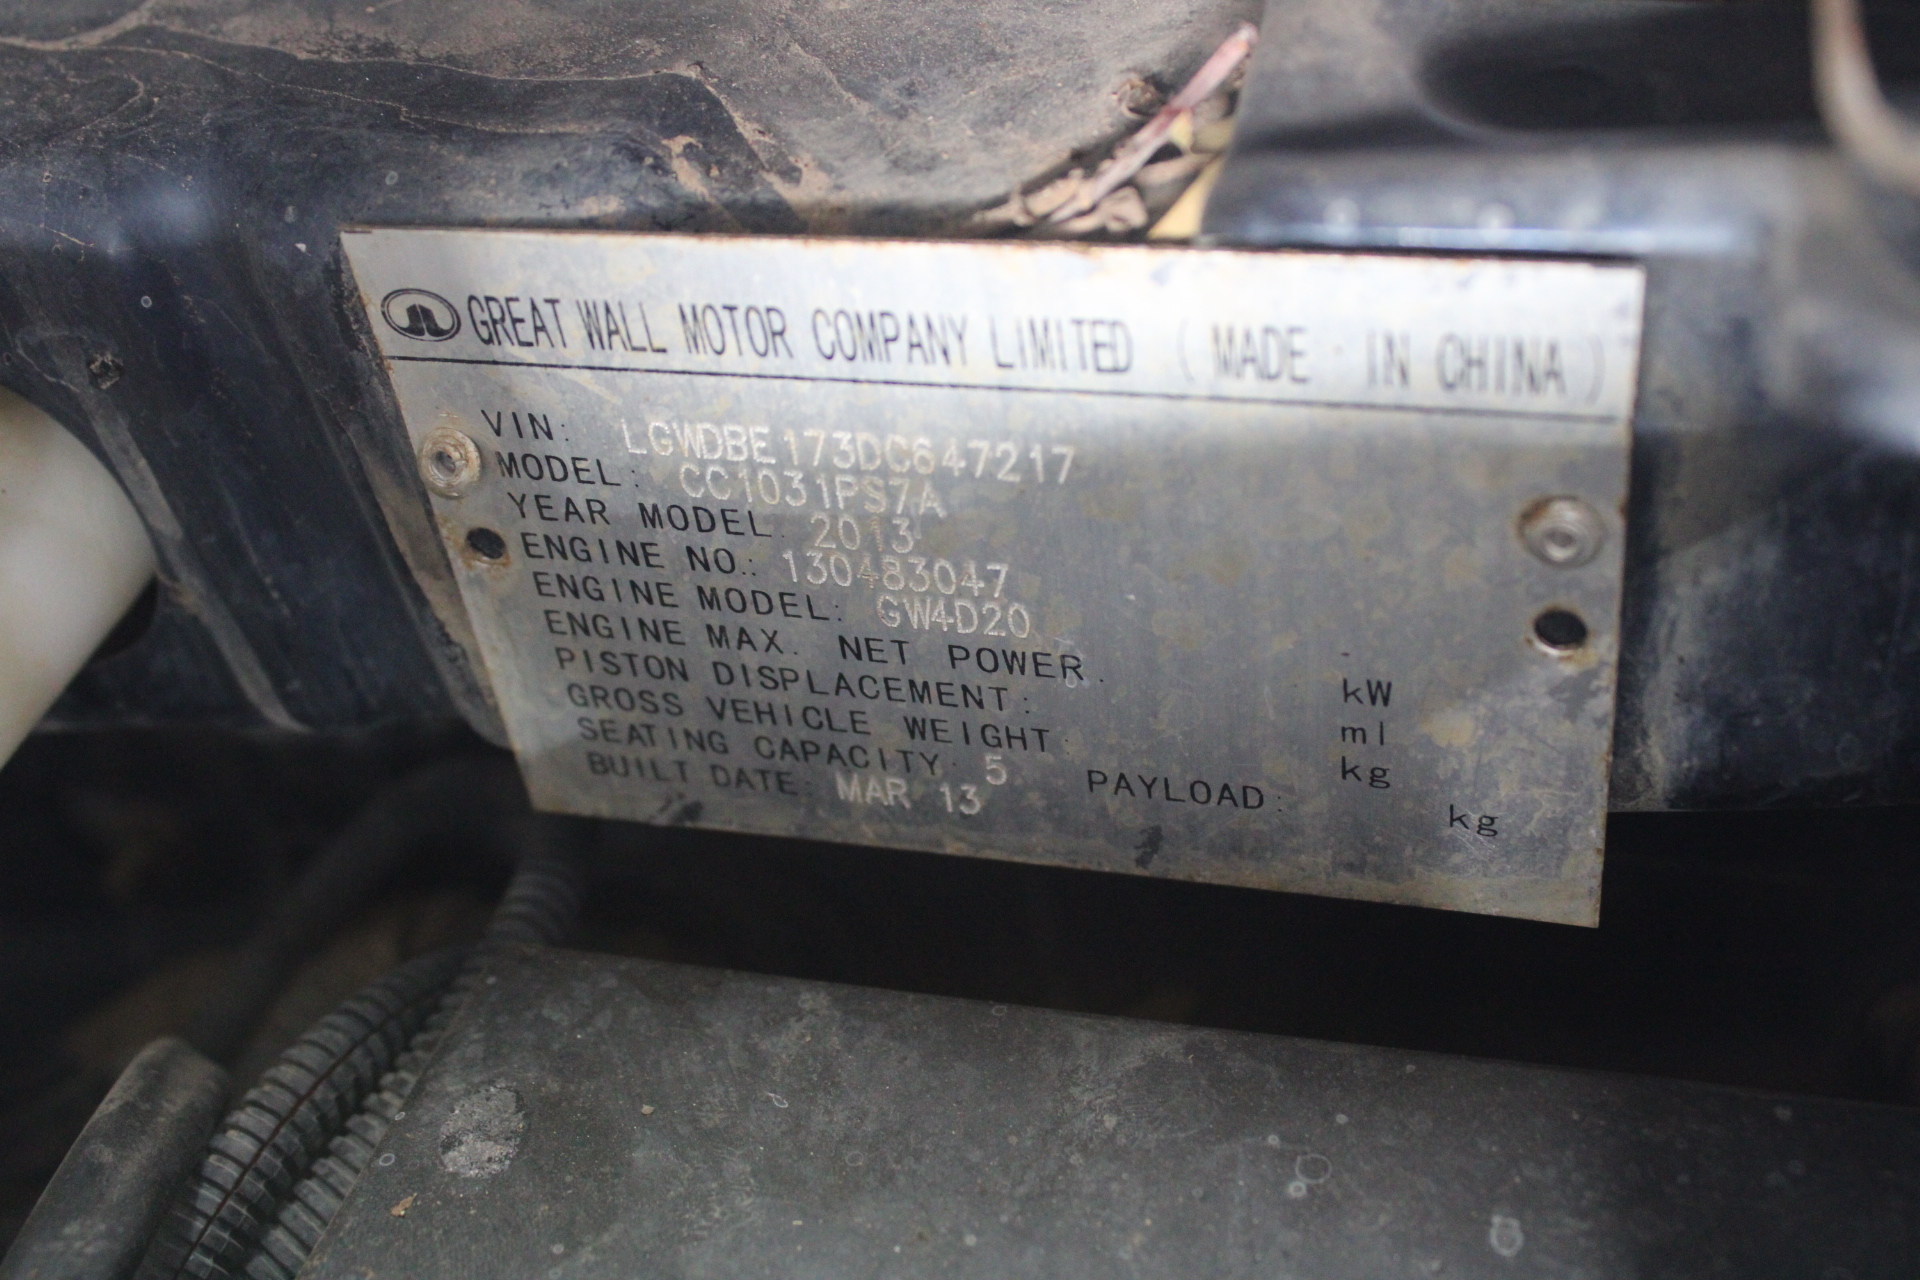 GREAT WALL MOTOR COMPANY LIMITED (MADE IN CHINA)
VIN: LGWDBE173DC647217
MODEL: CC1031PS7A
YEAR MODEL: 2013
ENGINE NO.: 130483047
ENGINE MODEL: GW4D20
ENGINE MAX. NET POWER: kW
PISTON DISPLACEMENT: ml
GROSS VEHICLE WEIGHT: kg
SEATING CAPACITY: 5 PAYLOAD: kg
BUILT DATE: MAR 13